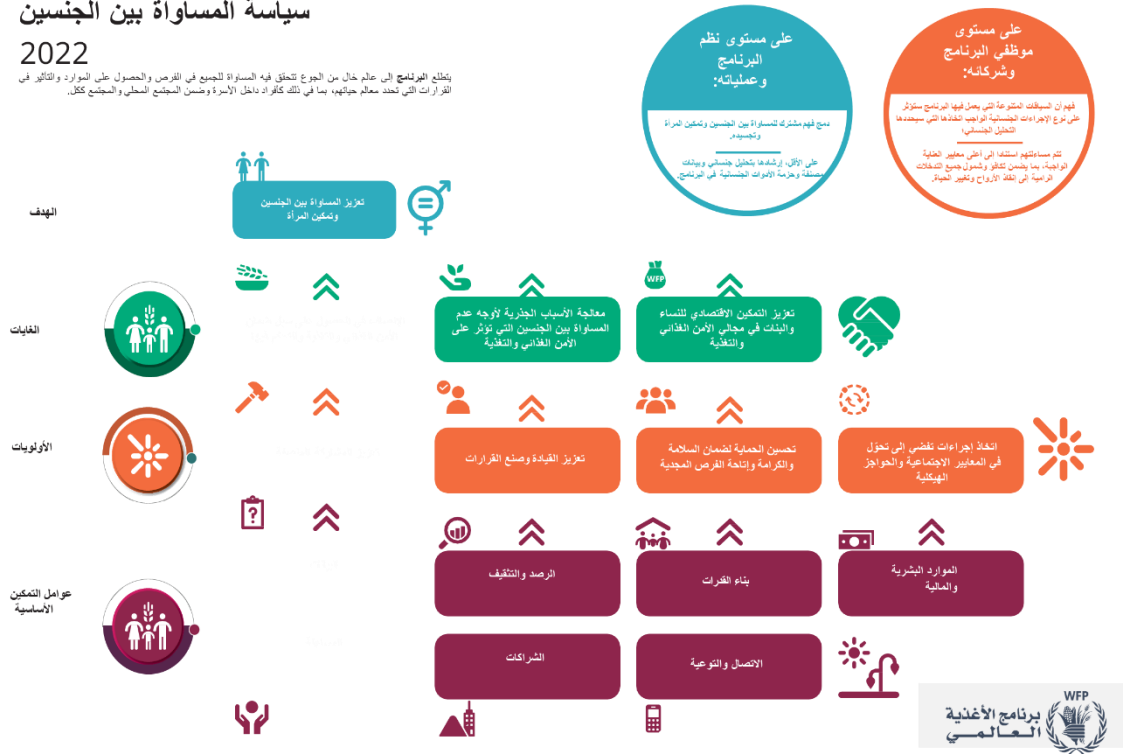 سياسة المساواة بين الجنسين
2022
يتطلع البرنامج إلى عالم خال من الجوع تتحقق فيه المساواة للجميع في الفرص والحصول على الموارد والتأثير في
القرارات التي تحدد معالم حياتهم، بما في ذلك كأفراد داخل الأسرة وضمن المجتمع المحلي والمجتمع ككل.
على مستوى
موظفي البرنامج
وشركائه:
فهم أن السياقات المتنوعة التي يعمل فيها البرنامج ستؤثر
على نوع الإجراءات الجنسانية الواجب اتخاذها التي سيحددها
التحليل الجنساني؛
تتم مساءلتهم استنادا إلى أعلى معايير العناية
الواجبة، بما يضمن تكافؤ وشمول جميع التدخلات
الرامية إلى إنقاذ الأرواح وتغيير الحياة.
على مستوى نظم
البرنامج
وعملياته:
دمج فهم مشترك للمساواة بين الجنسين وتمكين المرأة
وتجسيده.
على الأقل، إرشادها بتحليل جنساني وبيانات
مصنفة وحزمة الأدوات الجنسانية في البرنامج.
الهدف
تعزيز المساواة بين الجنسين
وتمكين المرأة
الغايات
معالجة الأسباب الجذرية لأوجه عدم
المساواة بين الجنسين التي تؤثر على
الأمن الغذائي والتغذية
WFP
تعزيز التمكين الاقتصادي للنساء
والبنات في مجالي الأمن الغذائي
والتغذية
الأولويات
تعزيز القيادة وصنع القرارات
تحسين الحماية لضمان السلامة
والكرامة وإتاحة الفرص المجدية
اتخاذ إجراءات تفضي إلى تحوّل
في المعايير الاجتماعية والحواجز
الهيكلية
عوامل التمكين
الأساسية
الرصد والتثقيف
بناء القدرات
الموارد البشرية
والمالية
الشراكات
الاتصال والتوعية
WFP
برنامج الأغذية
العالمي